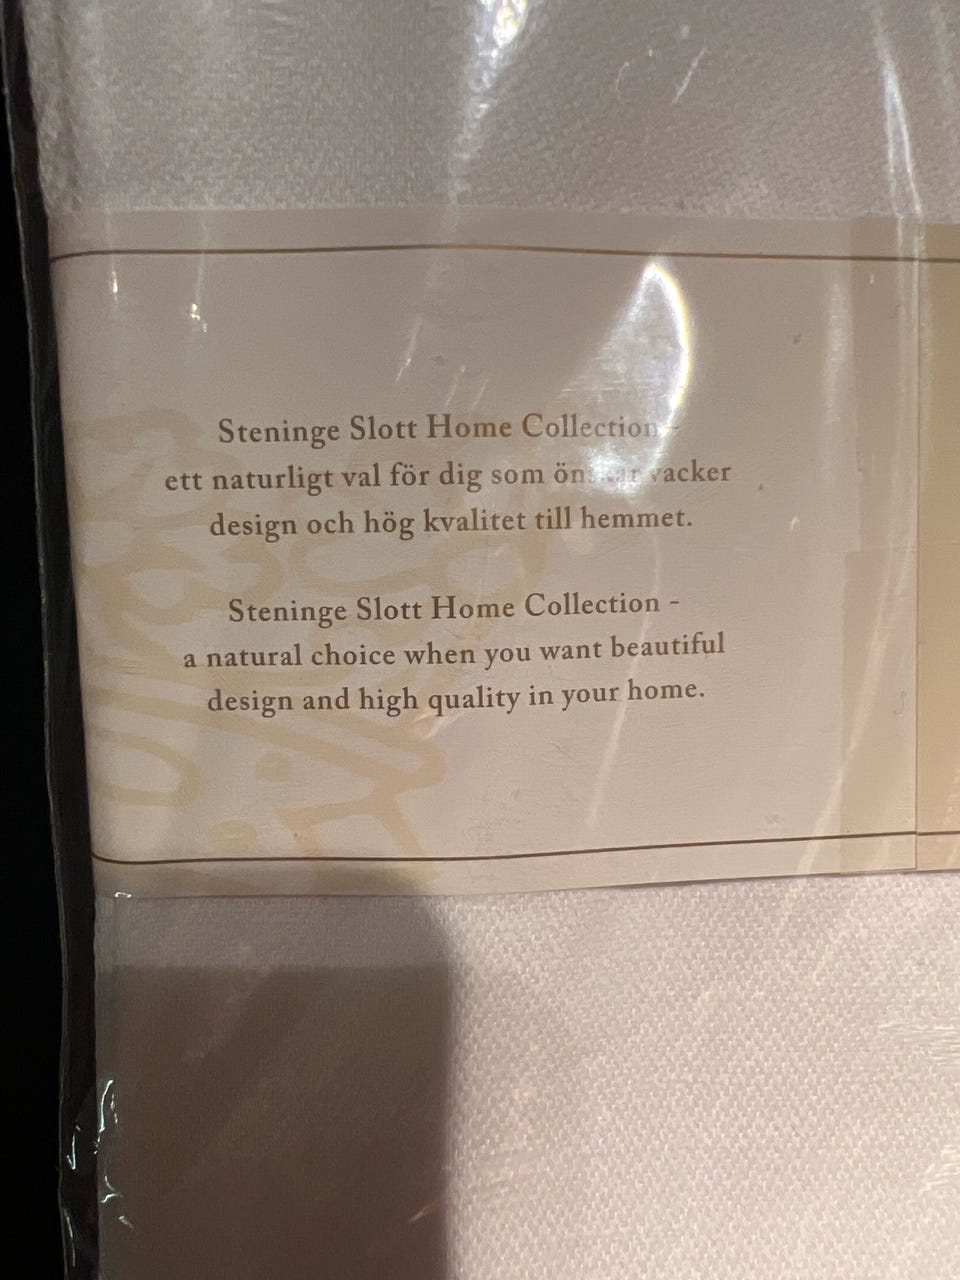 Steninge Slott Home Collection -
ett naturligt val för dig som önskar vacker
design och hög kvalitet till hemmet.
Steninge Slott Home Collection -
a natural choice when you want beautiful
design and high quality in your home.